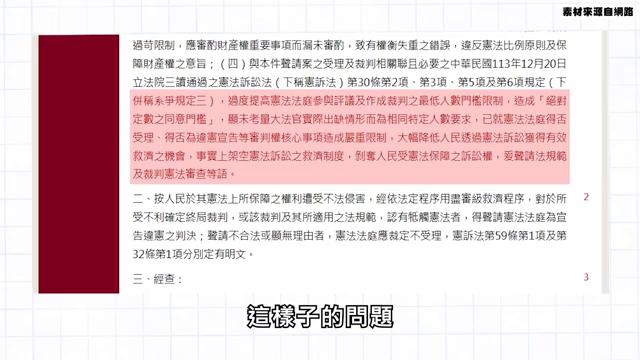 素材來源自網路
過苛限制，應審酌財產權重要事項而漏未審酌，致有權衡失重之錯誤，違反憲法比例原則及保
障財產權之意旨；（四）與本件聲請案之受理及裁判相關聯且必要之中華民國113年12月20日
立法院三讀通過之憲法訴訟法（下稱憲訴法）第30條第2項、第3項、第5項及第6項規定（下
併稱系爭規定三），過度提高憲法法庭參與評議及作成裁判之最低人數門檻限制，造成「絕對
定數之同意門檻」，顯未考量大法官實際出缺情形而為相同特定人數要求，已就憲法法庭得否
受理、得否為違憲宣告等審判權核心事項造成嚴重限制，大幅降低人民透過憲法訴訟獲得有效
救濟之機會，事實上架空憲法訴訟之救濟制度，剝奪人民受憲法保障之訴訟權，爰聲請法規範
及裁判憲法審查等語。
二、按人民於其憲法上所保障之權利遭受不法侵害，經依法定程序用盡審級救濟程序，對於所
2
受不利確定終局裁判，或該裁判及其所適用之法規範，認有牴觸憲法者，得聲請憲法法庭為宣
告違憲之判決；聲請不合法或顯無理由者，憲法法庭應裁定不受理，憲訴法第59條第1項及第
32條第1項分別定有明文。
三、經查：
3
這樣子的問題